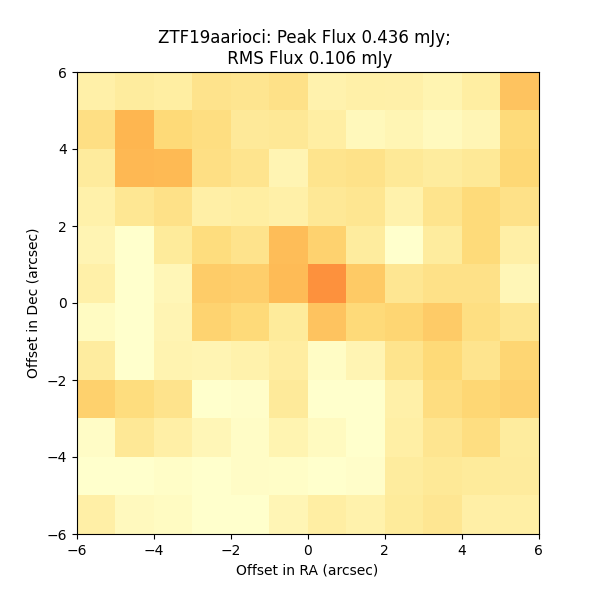 ZTF19aarioci: Peak Flux 0.436 mJy;
RMS Flux 0.106 mJy
6
4
2
0
−2
−4
−6
Offset in Dec (arcsec)
−6 −4 −2 0 2 4 6
Offset in RA (arcsec)